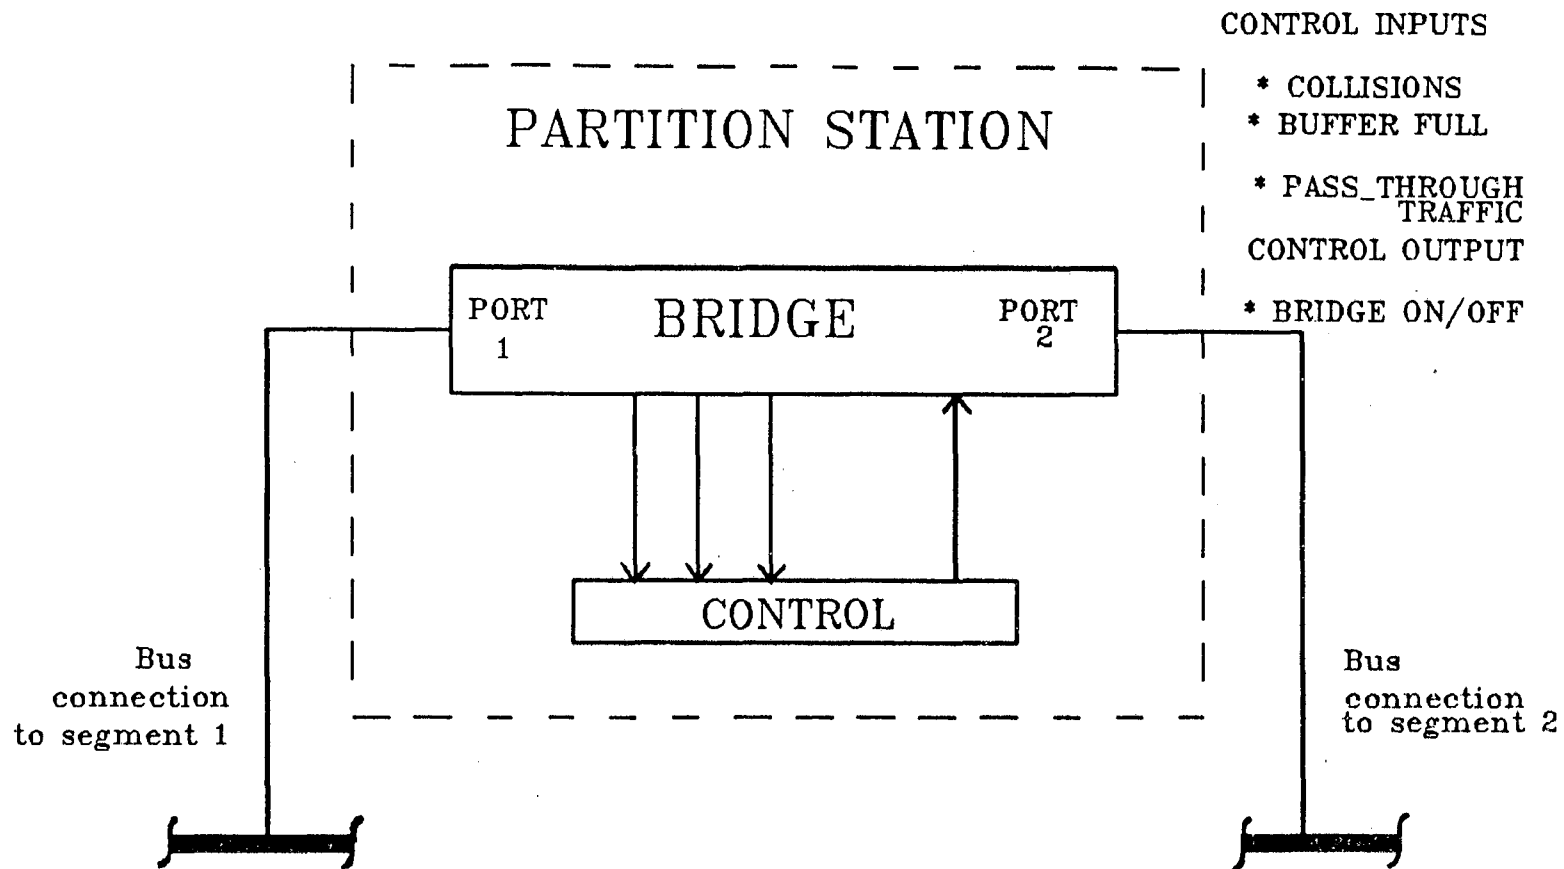 CONTROL INPUTS
* COLLISIONS
* BUFFER FULL
* PASS_THROUGH
TRAFFIC
CONTROL OUTPUT
* BRIDGE ON/OFF
PARTITION STATION
PORT
1
BRIDGE
PORT
2
CONTROL
Bus
connection
to segment 1
Bus
connection
to segment 2